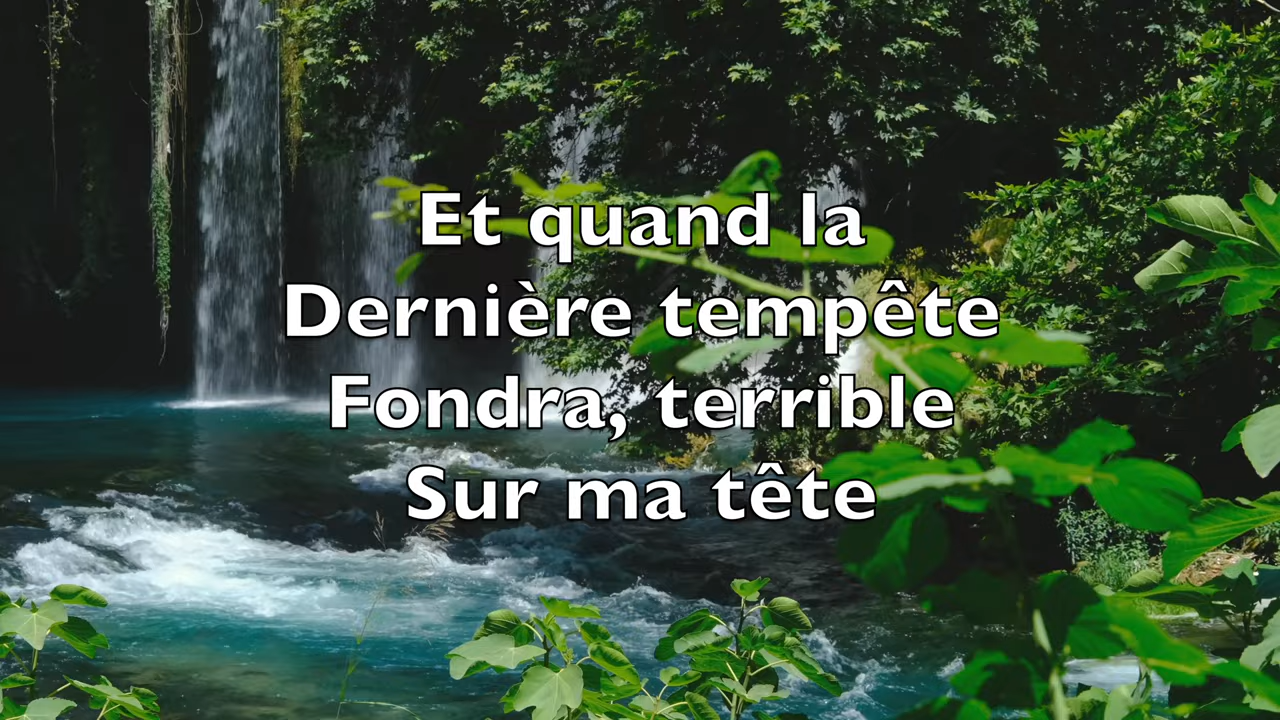 Et quand la
Dernière tempête
Fondra, terrible
Sur ma tête